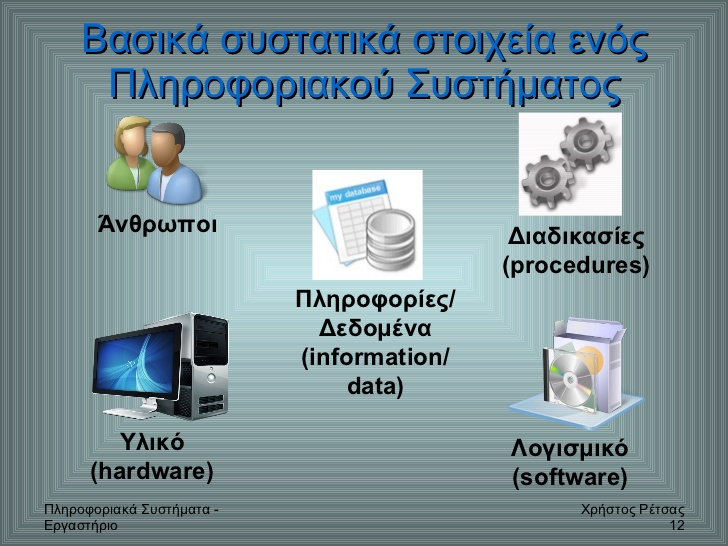 Βασικά συστατικά στοιχεία ενός
Πληροφοριακού Συστήματος
Άνθρωποι
my database
Διαδικασίες
(procedures)
Πληροφορίες/
Δεδομένα
(information/
data)
Υλικό
(hardware)
Λογισμικό
(software)
Πληροφοριακά Συστήματα -
Εργαστήριο
Χρήστος Ρέτσας
12